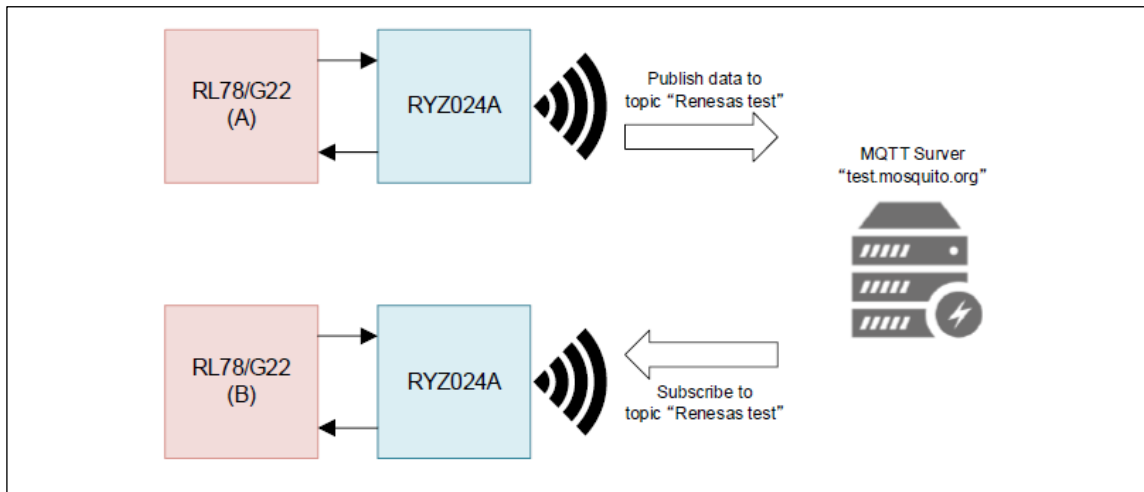 RL78/G22
(A)
RYZ024A
Publish data to
topic “Renesas test”
MQTT Surver
“test.mosquito.org”
RL78/G22
(B)
RYZ024A
Subscribe to
topic “Renesas test”